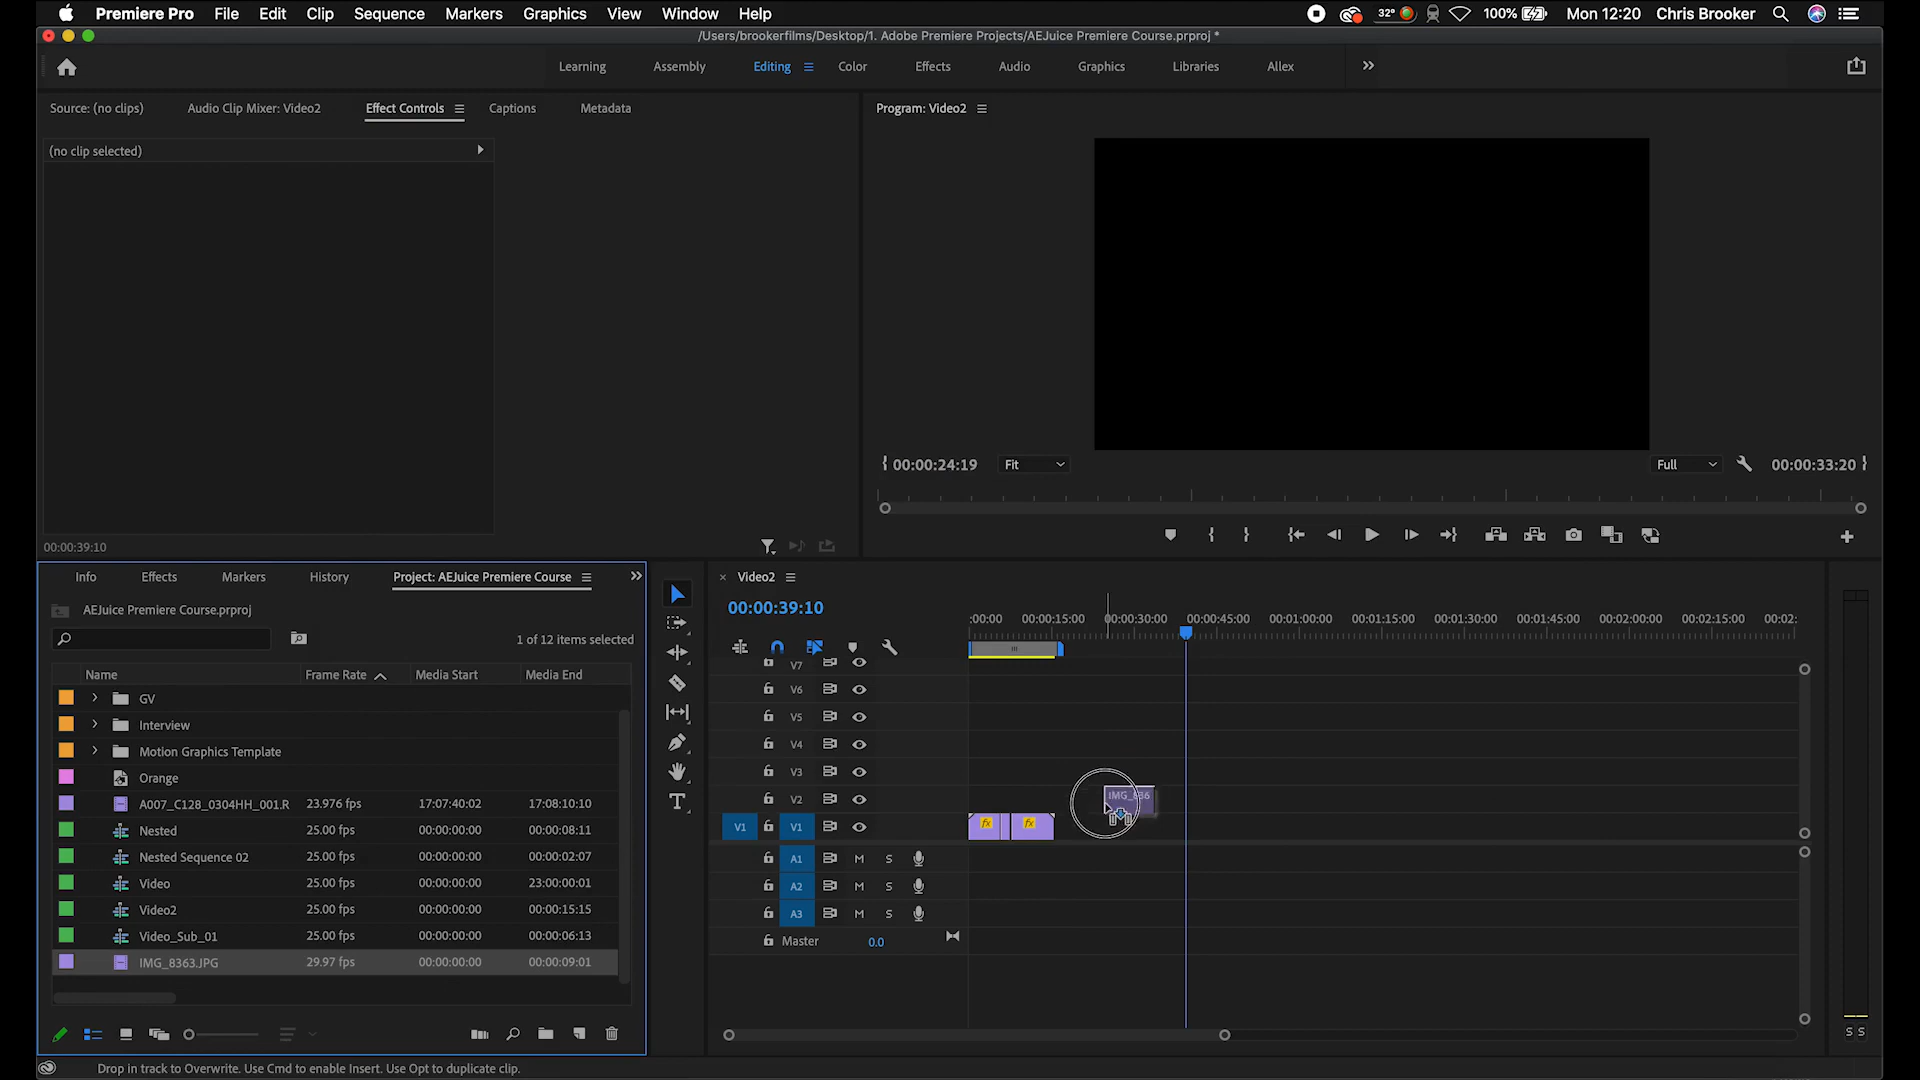 Premiere Pro File Edit Clip Sequence Markers Graphics View Window Help 32° 100% Mon 12:20 Chris Brooker
/Users/brookerfilms/Desktop/1. Adobe Premiere Projects/AEJuice Premiere Course.prproj *
Learning Assembly Editing Color Effects Audio Graphics Libraries Allex
Source: (no clips) Audio Clip Mixer: Video2 Effect Controls Captions Metadata
Program: Video2
(no clip selected)
00:00:24:19 Fit Full 00:00:33:20
00:00:39:10
Info Effects Markers History Project: AEJuice Premiere Course
Video2
AEJuice Premiere Course.prproj
00:00:39:10
1 of 12 items selected
:00:00 00:00:15:00 00:00:30:00 00:00:45:00 00:01:00:00 00:01:15:00 00:01:30:00 00:01:45:00 00:02:00:00 00:02:15:00 00:02:
Name Frame Rate Media Start Media End
GV
Interview
Motion Graphics Template
Orange
A007_C128_0304HH_001.R 23.976 fps 17:07:40:02 17:08:10:10
Nested 25.00 fps 00:00:00:00 00:00:08:11
Nested Sequence 02 25.00 fps 00:00:00:00 00:00:02:07
Video 25.00 fps 00:00:00:00 23:00:00:01
Video2 25.00 fps 00:00:00:00 00:00:15:15
Video_Sub_01 25.00 fps 00:00:00:00 00:00:06:13
IMG_8363.JPG 29.97 fps 00:00:00:00 00:00:09:01
V7
V6
V5
V4
V3
V2 IMG_836
V1 V1 fx fx
A1 M S
A2 M S
A3 M S
Master 0.0
S S
Drop in track to Overwrite. Use Cmd to enable Insert. Use Opt to duplicate clip.